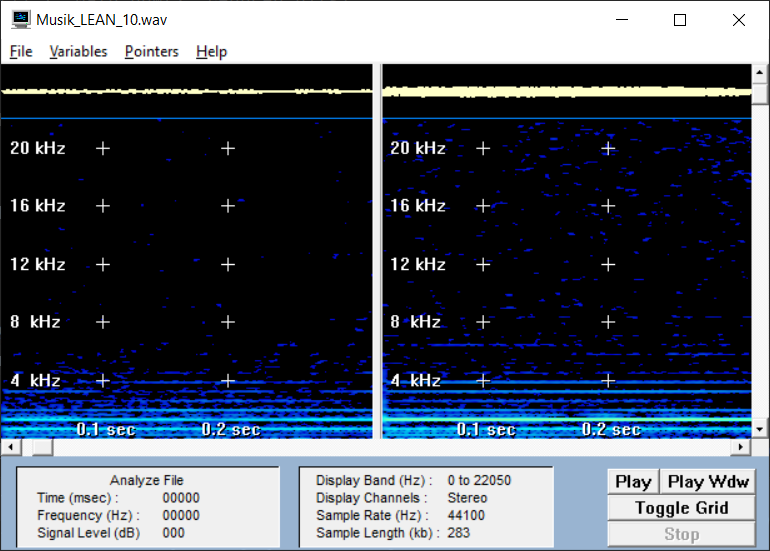 Musik_LEAN_10.wav
File Variables Pointers Help
20 kHz 20 kHz
16 kHz 16 kHz
12 kHz 12 kHz
8 kHz 8 kHz
4 kHz 4 kHz
0.1 sec 0.2 sec 0.1 sec 0.2 sec
Analyze File
Time (msec) : 00000
Frequency (Hz) : 00000
Signal Level (dB) 000
Display Band (Hz) : 0 to 22050
Display Channels : Stereo
Sample Rate (Hz) : 44100
Sample Length (kb) : 283
Play Play Wdw
Toggle Grid
Stop